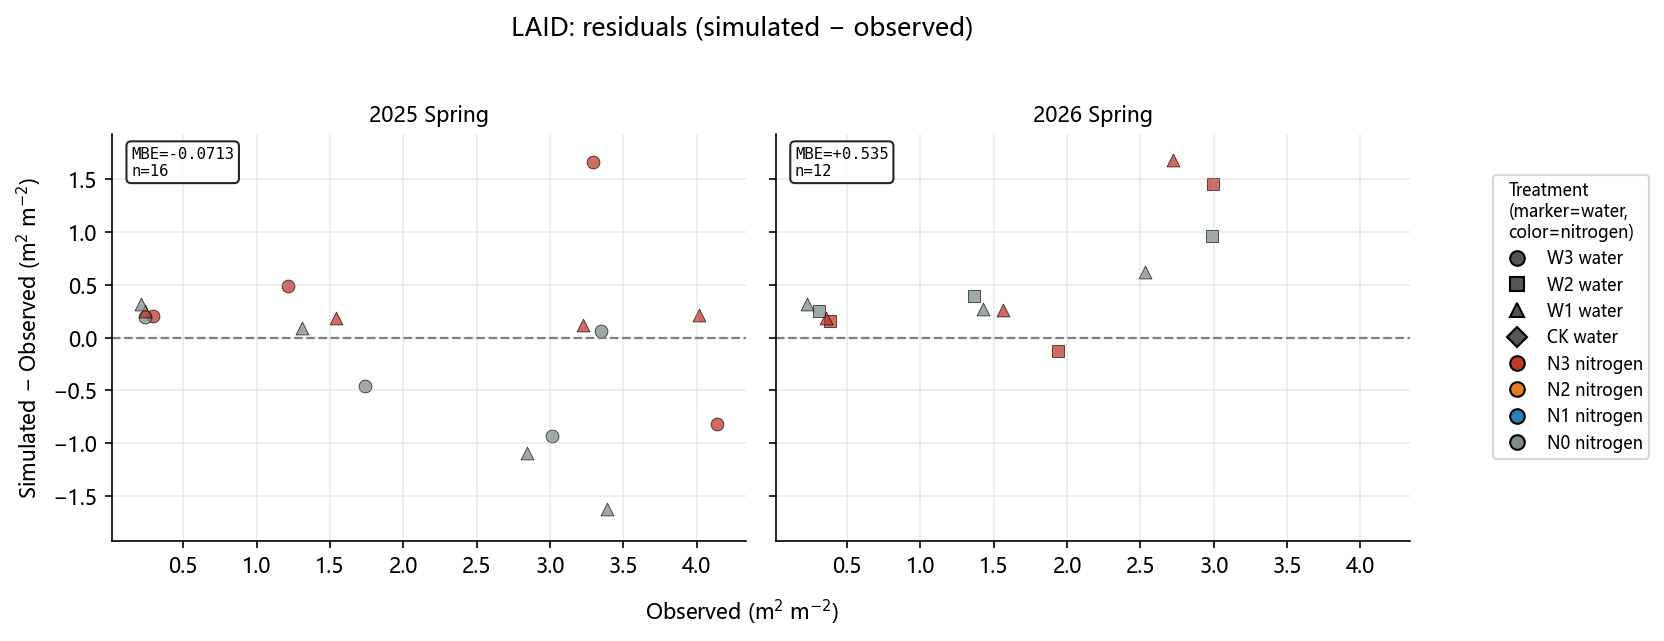 LAID: residuals (simulated − observed)
2025 Spring
2026 Spring
MBE=-0.0713
n=16
MBE=+0.535
n=12
Simulated − Observed (m² m⁻²)
1.5
1.0
0.5
0.0
−0.5
−1.0
−1.5
0.5 1.0 1.5 2.0 2.5 3.0 3.5 4.0
0.5 1.0 1.5 2.0 2.5 3.0 3.5 4.0
Observed (m² m⁻²)
Treatment
(marker=water,
color=nitrogen)
W3 water
W2 water
W1 water
CK water
N3 nitrogen
N2 nitrogen
N1 nitrogen
N0 nitrogen